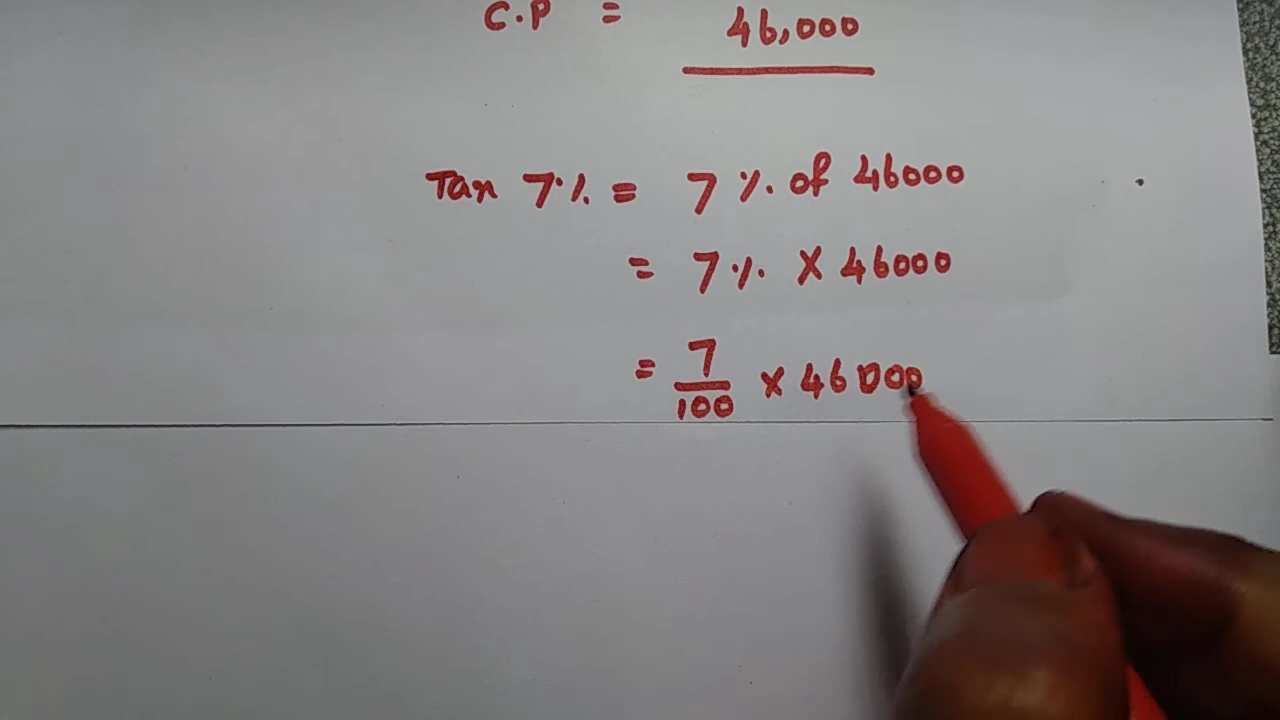 C.P = 46,000
Tax 7% = 7% of 46000
= 7% X 46000
= 7/100 x 46000